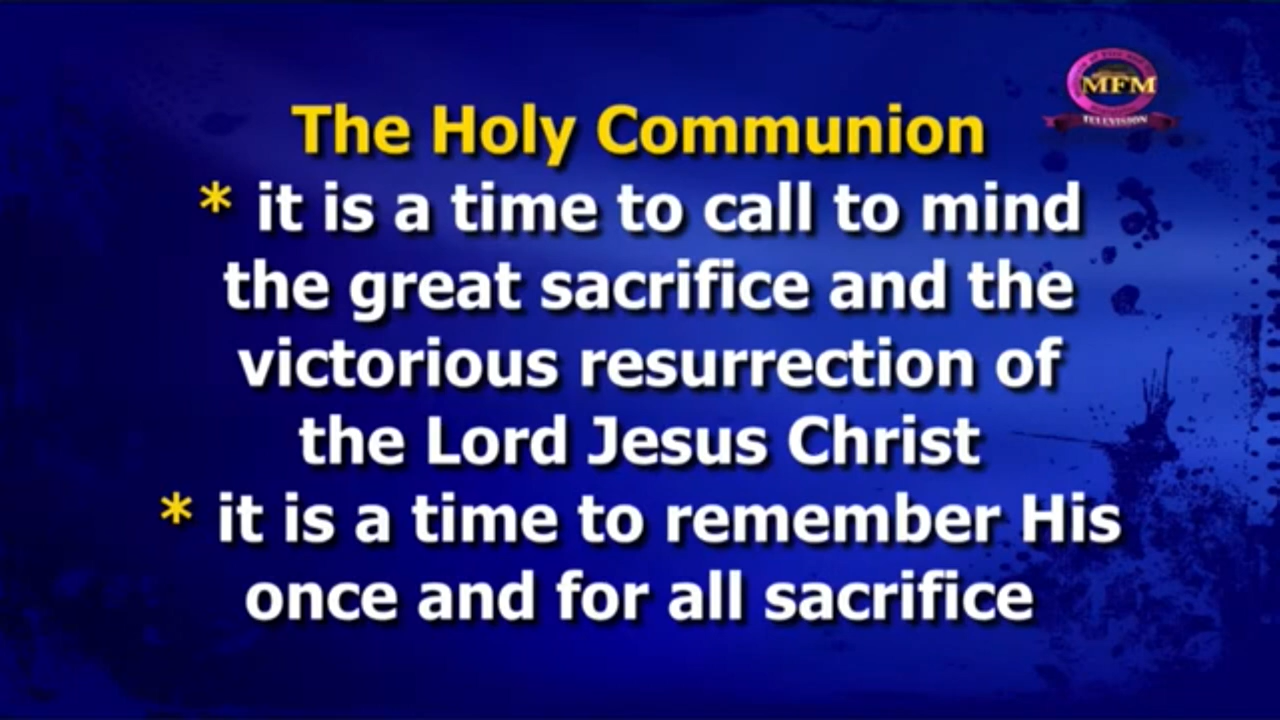 MFM
TELEVISION
The Holy Communion
* it is a time to call to mind
the great sacrifice and the
victorious resurrection of
the Lord Jesus Christ
* it is a time to remember His
once and for all sacrifice